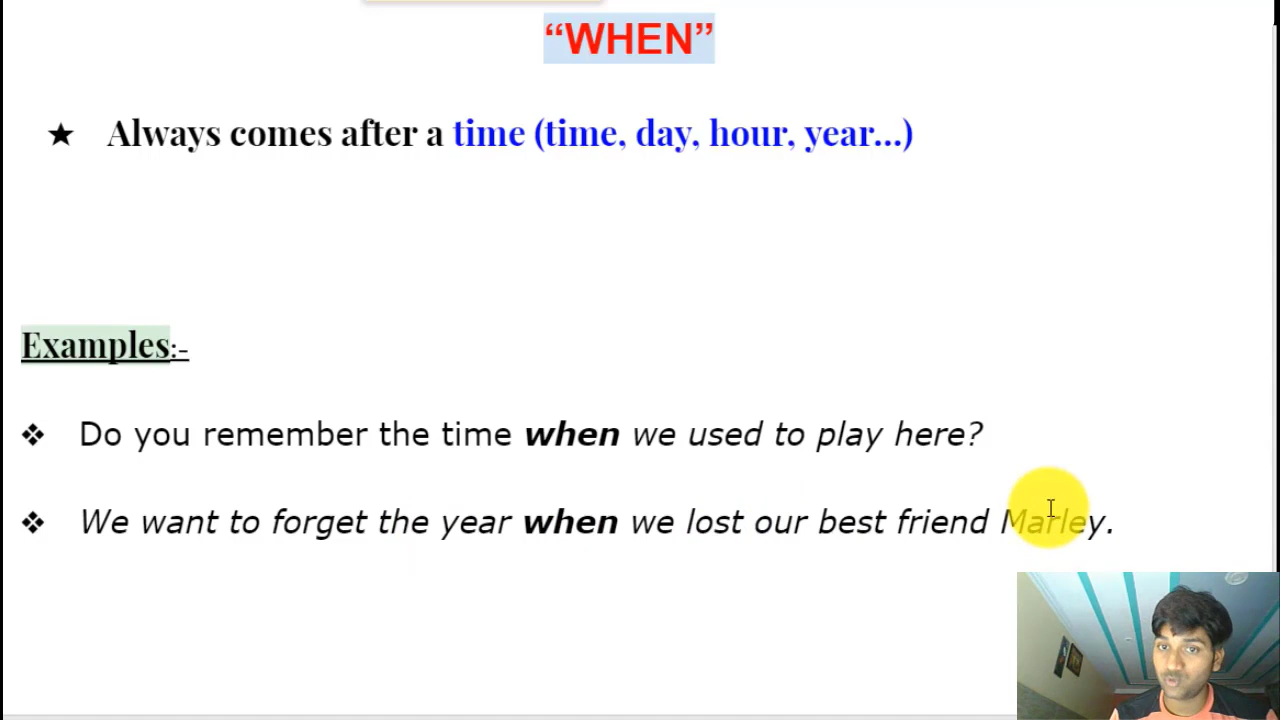 “WHEN”
★ Always comes after a time (time, day, hour, year...)
Examples:-
❖ Do you remember the time when we used to play here?
❖ We want to forget the year when we lost our best friend Marley.